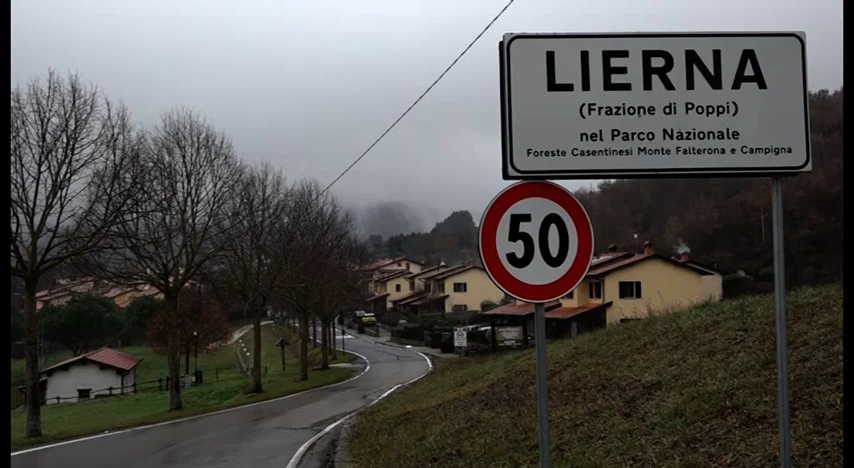 LIERNA
(Frazione di Poppi)
nel Parco Nazionale
Foreste Casentinesi Monte Falterona e Campigna
50